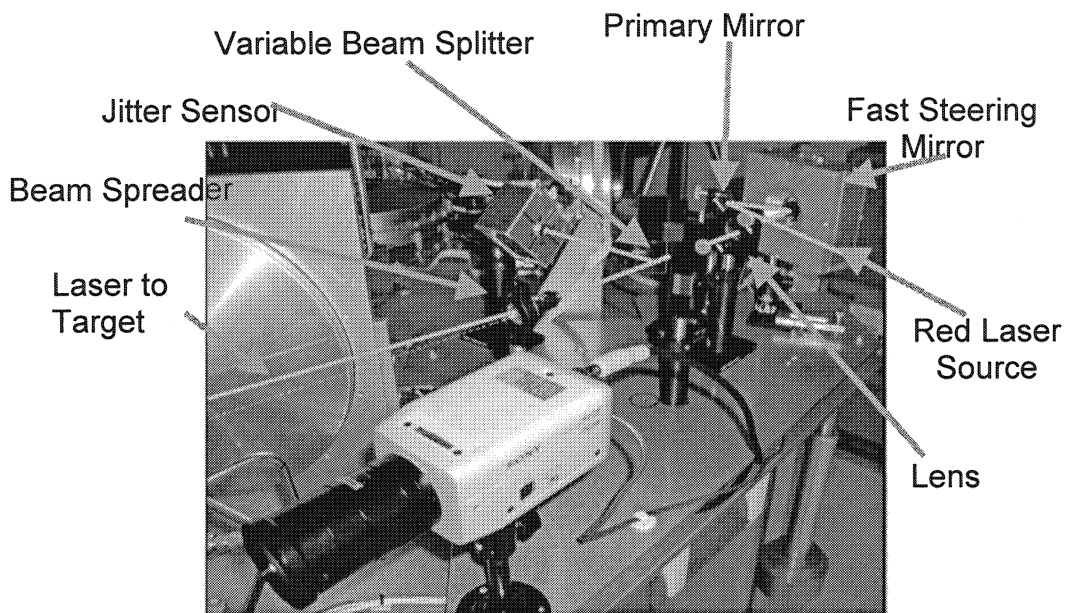 Primary Mirror
Variable Beam Splitter
Jitter Sensor
Fast Steering
Mirror
Beam Spreader
Laser to
Target
Red Laser
Source
Lens
SONY